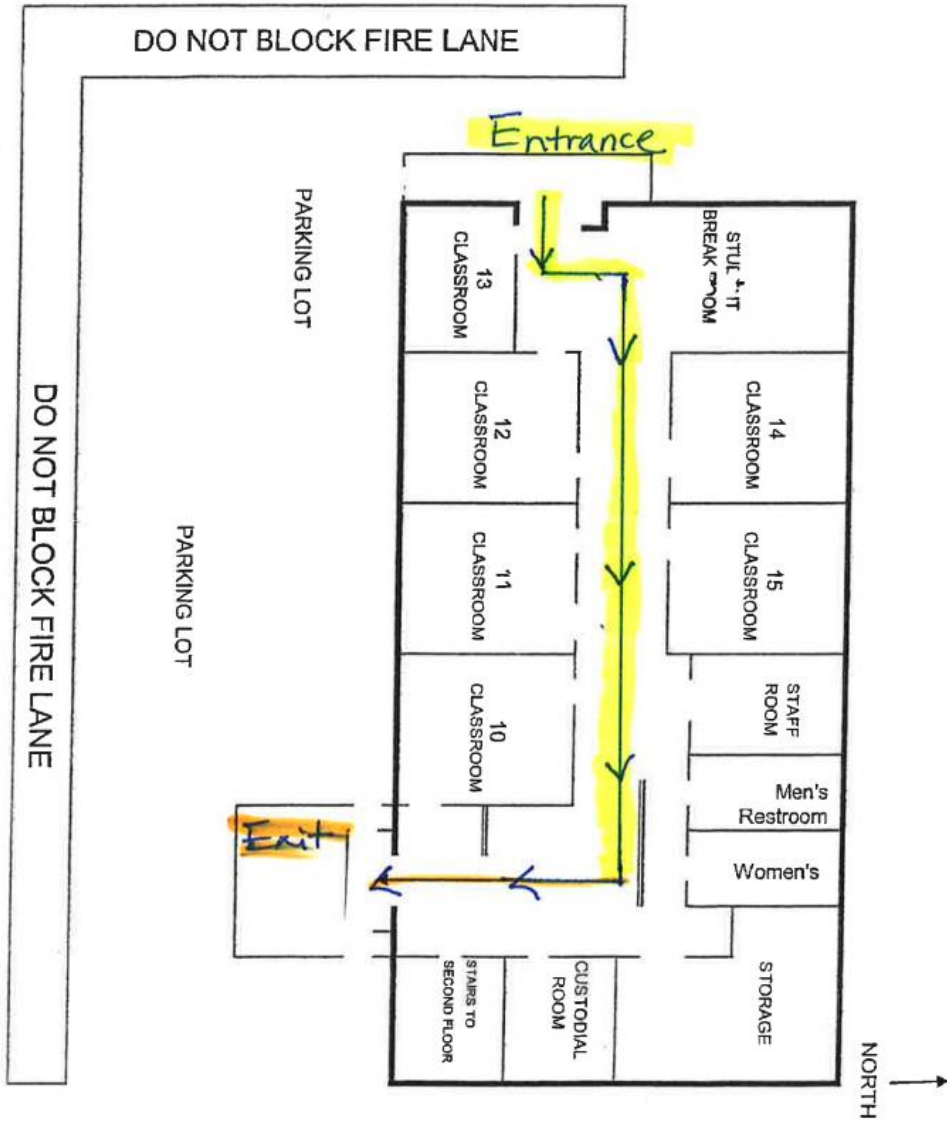 DO NOT BLOCK FIRE LANE
Entrance
PARKING LOT
13
CLASSROOM
BREAK
12
CLASSROOM
14
CLASSROOM
DO NOT BLOCK FIRE LANE
PARKING LOT
11
CLASSROOM
15
CLASSROOM
10
CLASSROOM
STAFF
ROOM
Men's
Restroom
Exit
Women's
STAIRS TO
SECOND FLOOR
CUSTODIAL
ROOM
STORAGE
NORTH